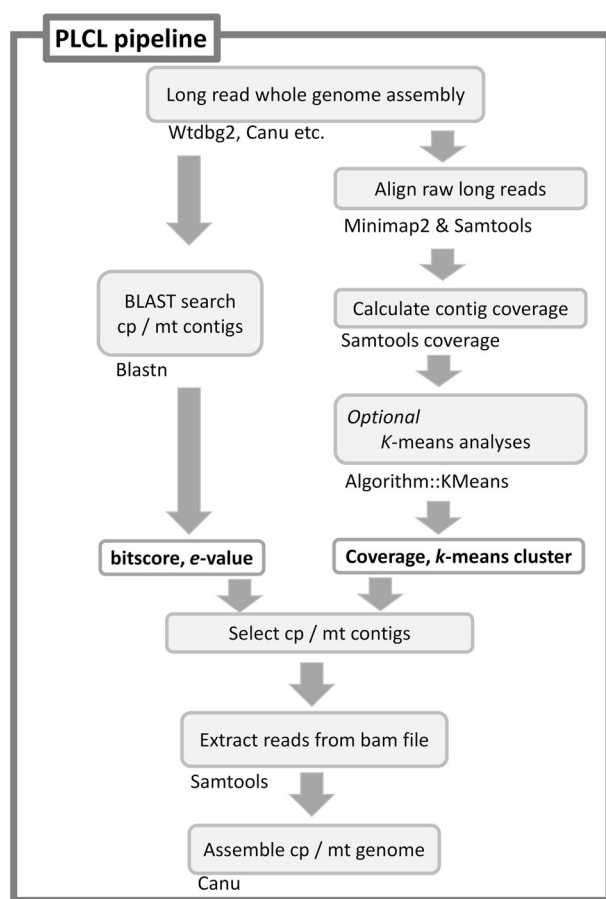 PLCL pipeline
Long read whole genome assembly
Wtdbg2, Canu etc.
Align raw long reads
Minimap2 & Samtools
BLAST search
cp / mt contigs
Blastn
Calculate contig coverage
Samtools coverage
Optional
K-means analyses
Algorithm::KMeans
bitscore, e-value
Coverage, k-means cluster
Select cp / mt contigs
Extract reads from bam file
Samtools
Assemble cp / mt genome
Canu